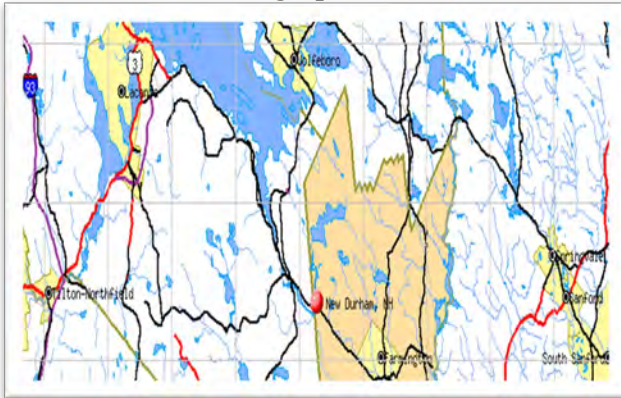 Wolfeboro
3
93
Laconia
Springvale
Tilton-Northfield
New Durham, NH
Sanford
Farmington
South Sanford